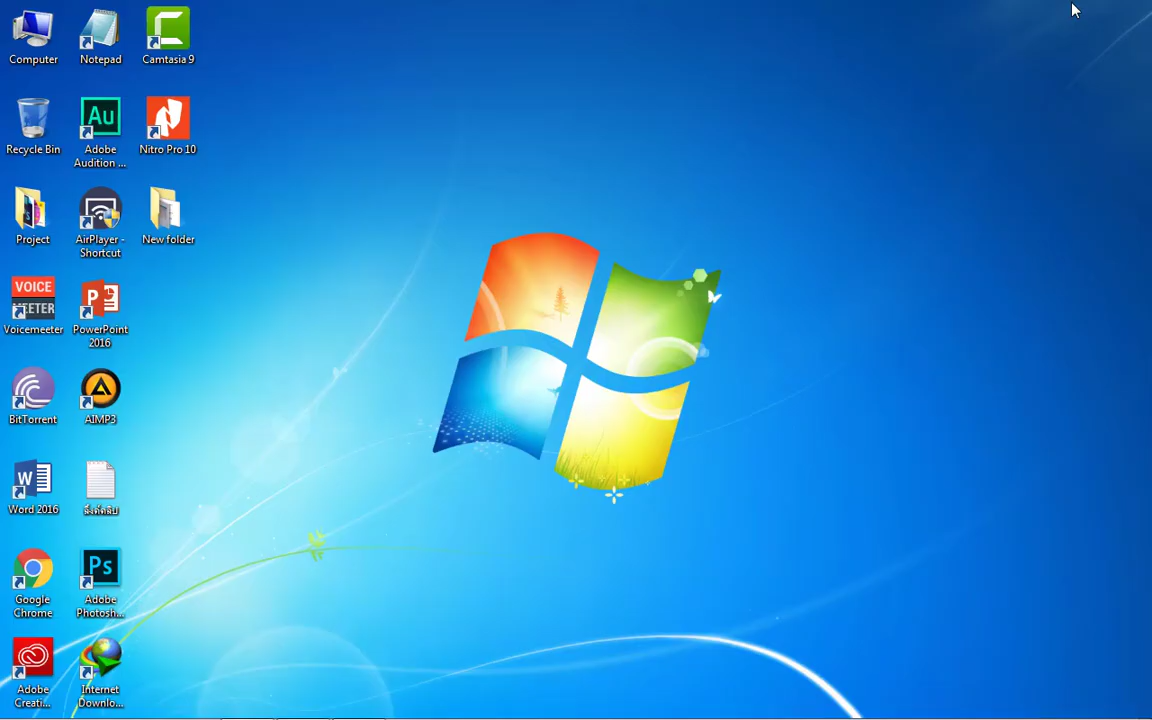 Computer
Notepad
Camtasia 9
Recycle Bin
Au
Adobe
Audition ...
Nitro Pro 10
Project
AirPlayer -
Shortcut
New folder
VOICE
MEETER
Voicemeeter
PowerPoint
2016
BitTorrent
AIMP3
Word 2016
Google
Chrome
Ps
Adobe
Photosh...
Adobe
Creati...
Internet
Downlo...